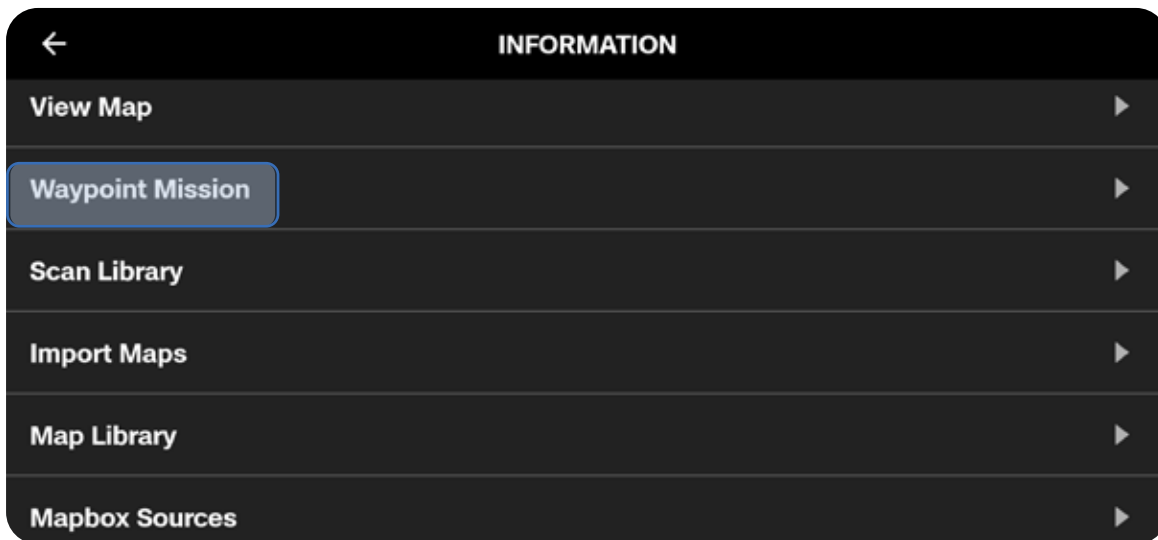 INFORMATION
View Map
Waypoint Mission
Scan Library
Import Maps
Map Library
Mapbox Sources